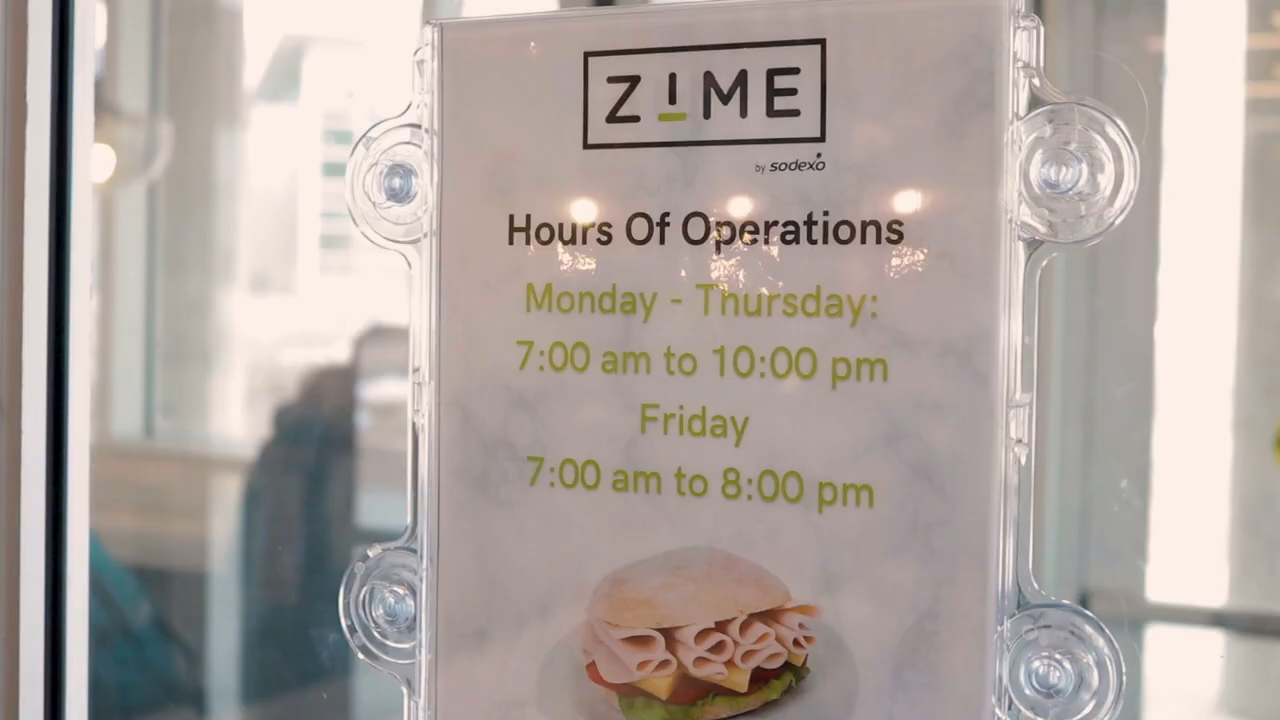 ZIME
by sodexo
Hours Of Operations
Monday - Thursday:
7:00 am to 10:00 pm
Friday
7:00 am to 8:00 pm